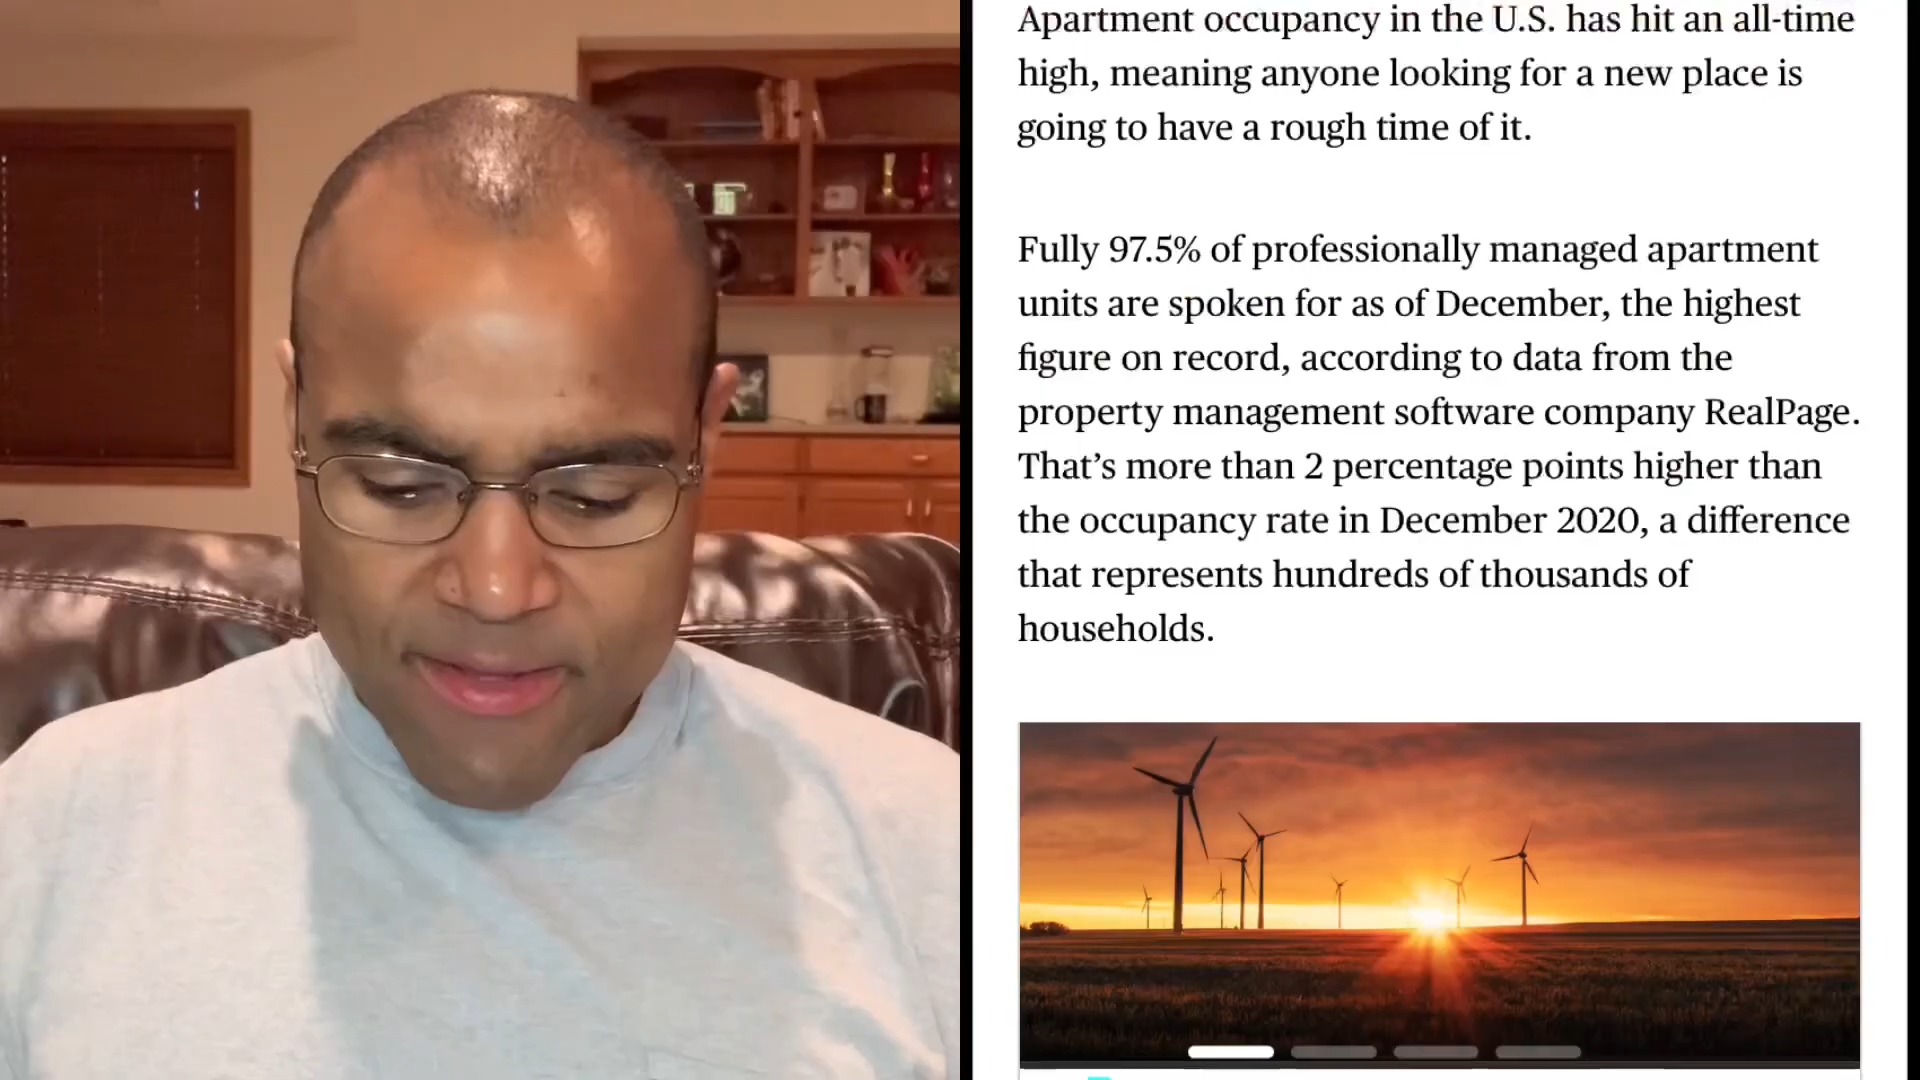 Apartment occupancy in the U.S. has hit an all-time
high, meaning anyone looking for a new place is
going to have a rough time of it.
Fully 97.5% of professionally managed apartment
units are spoken for as of December, the highest
figure on record, according to data from the
property management software company RealPage.
That’s more than 2 percentage points higher than
the occupancy rate in December 2020, a difference
that represents hundreds of thousands of
households.